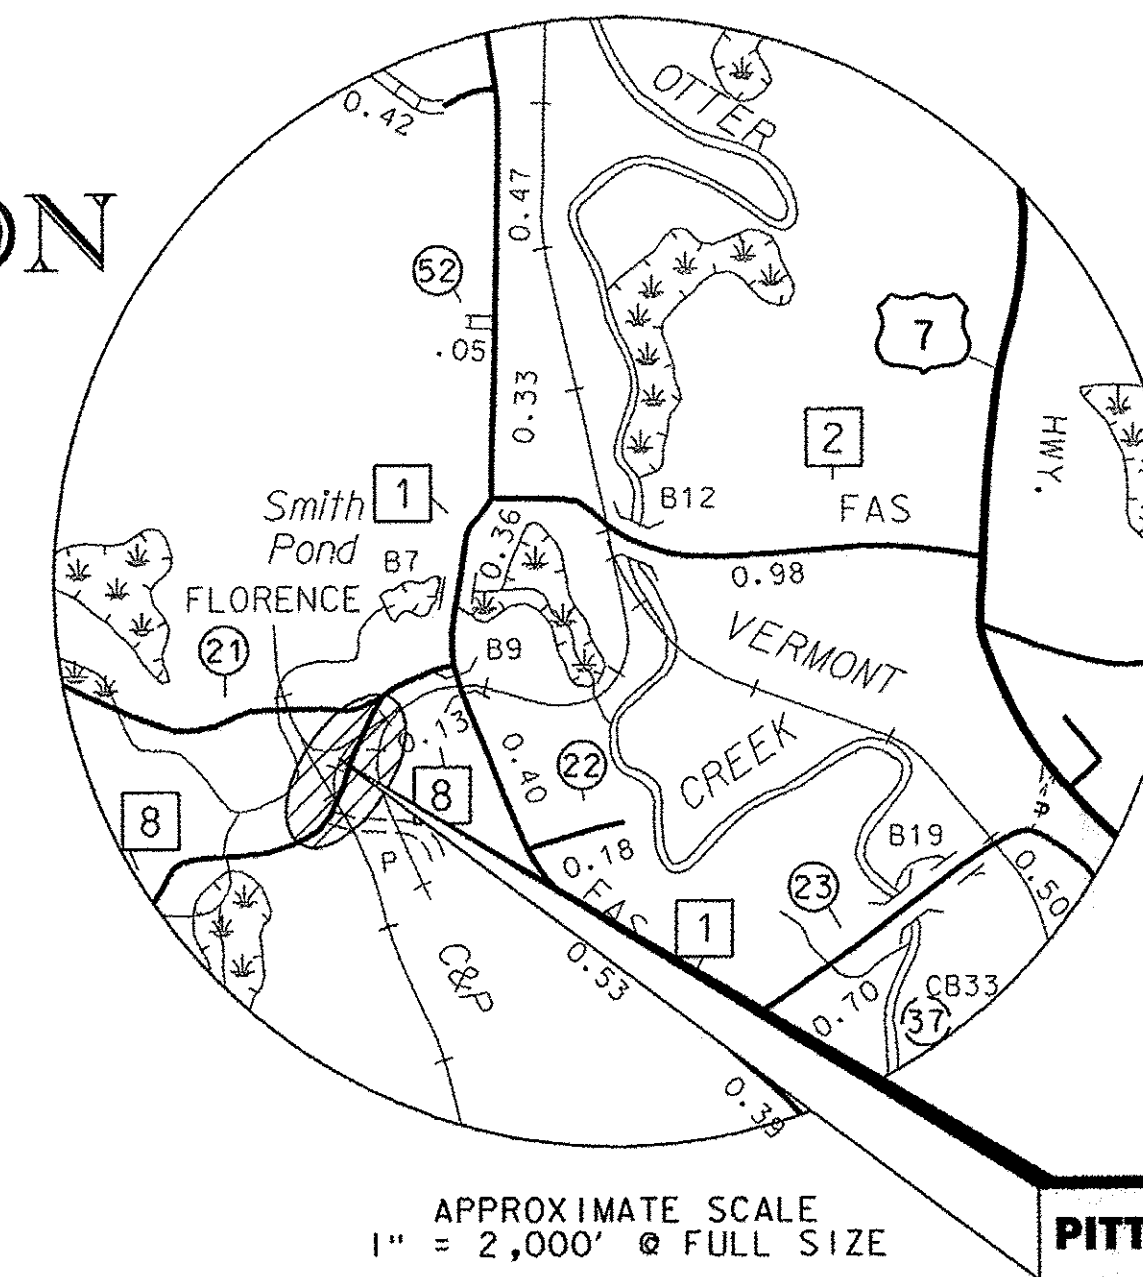 ON
OTTER
0.42
0.47
52
.05
7
0.33
2
HWY.
Smith
Pond
1
B12
FAS
0.36
B7
0.98
FLORENCE
VERMONT
21
B9
0.13
0.40
22
CREEK
8
8
B19
P
0.18
23
0.50
FAS
1
C&P
0.53
CB33
0.70
37
0.39
APPROXIMATE SCALE
1" = 2,000' @ FULL SIZE
PITT